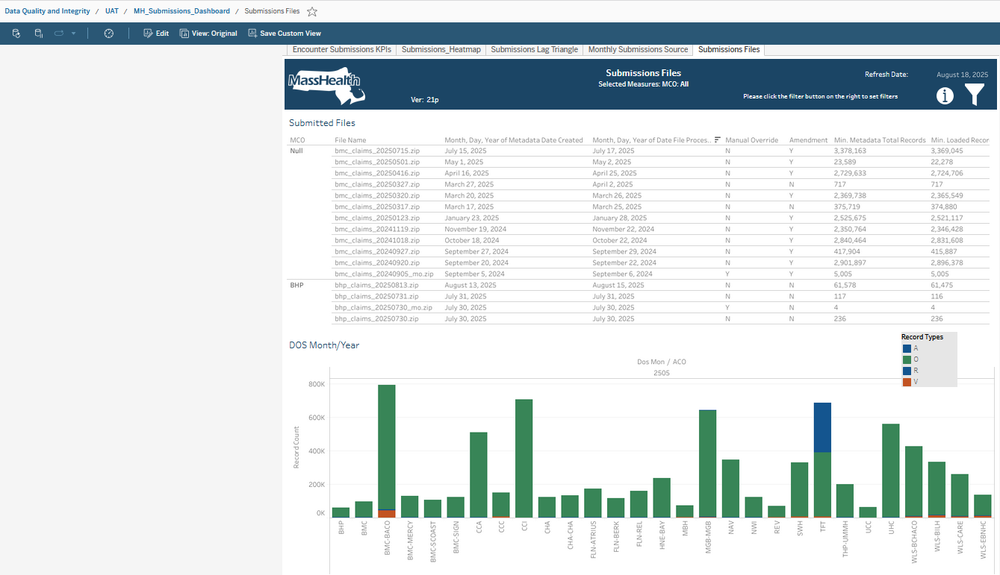 Data Quality and Integrity / UAT / MH_Submissions_Dashboard / Submissions Files
Edit View: Original Save Custom View
Encounter Submissions KPIs Submissions_Heatmap Submissions Lag Triangle Monthly Submissions Source Submissions Files
MassHealth
Ver: 21p
Submissions Files
Selected Measures: MCO: All
Refresh Date: August 18, 2025
Please click the filter button on the right to set filters
Submitted Files
MCO File Name Month, Day, Year of Metadata Date Created Month, Day, Year of Date File Proces.. Manual Override Amendment Min. Metadata Total Records Min. Loaded Recor
Null bmc_claims_20250715.zip July 15, 2025 July 17, 2025 N Y 3,378,163 3,369,045
bmc_claims_20250501.zip May 1, 2025 May 2, 2025 N Y 23,589 22,278
bmc_claims_20250416.zip April 16, 2025 April 25, 2025 N Y 2,729,633 2,724,706
bmc_claims_20250327.zip March 27, 2025 April 2, 2025 N N 717 717
bmc_claims_20250320.zip March 20, 2025 March 26, 2025 N Y 2,369,738 2,365,549
bmc_claims_20250317.zip March 17, 2025 March 25, 2025 N N 375,719 374,880
bmc_claims_20250123.zip January 23, 2025 January 28, 2025 N Y 2,525,675 2,521,117
bmc_claims_20241119.zip November 19, 2024 November 22, 2024 N Y 2,350,764 2,346,428
bmc_claims_20241018.zip October 18, 2024 October 22, 2024 N Y 2,840,464 2,831,608
bmc_claims_20240927.zip September 27, 2024 September 29, 2024 N Y 417,904 415,887
bmc_claims_20240920.zip September 20, 2024 September 22, 2024 N Y 2,901,897 2,896,378
bmc_claims_20240905_mo.zip September 5, 2024 September 6, 2024 Y Y 5,005 5,005
BHP bhp_claims_20250813.zip August 13, 2025 August 15, 2025 N N 61,578 61,475
bhp_claims_20250731.zip July 31, 2025 July 31, 2025 N N 117 116
bhp_claims_20250730_mo.zip July 30, 2025 July 30, 2025 Y N 4 4
bhp_claims_20250730.zip July 30, 2025 July 30, 2025 N N 236 236
DOS Month/Year
Record Types
A
O
R
V
Dos Mon / ACO
2505
Record Count
800K
600K
400K
200K
0K
BHP
BMC
BMC-BACO
BMC-MERCY
BMC-SCOAST
BMC-SIGN
CCA
CCC
CCI
CHA
CHA-CHA
FLN-ATRIUS
FLN-BERK
FLN-REL
HNE-BAY
MBH
MGB-MGB
NAV
NWI
REV
SWH
TFT
THP-UMMH
UCC
UHC
WLS-BCHACO
WLS-BILH
WLS-CARE
WLS-EBNHC